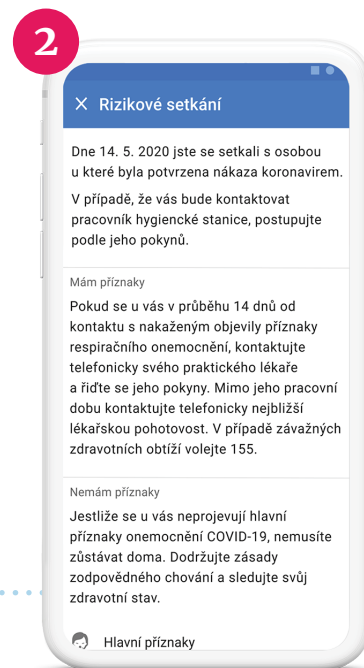 2
× Rizikové setkání
Dne 14. 5. 2020 jste se setkali s osobou
u které byla potvrzena nákaza koronavirem.
V případě, že vás bude kontaktovat
pracovník hygiencké stanice, postupujte
podle jeho pokynů.
Mám příznaky
Pokud se u vás v průběhu 14 dnů od
kontaktu s nakaženým objevily příznaky
respiračního onemocnění, kontaktujte
telefonicky svého praktického lékaře
a řiďte se jeho pokyny. Mimo jeho pracovní
dobu kontaktujte telefonicky nejbližší
lékařskou pohotovost. V případě závažných
zdravotních obtíží volejte 155.
Nemám příznaky
Jestliže se u vás neprojevují hlavní
příznaky onemocnění COVID-19, nemusíte
zůstávat doma. Dodržujte zásady
zodpovědného chování a sledujte svůj
zdravotní stav.
Hlavní příznaky